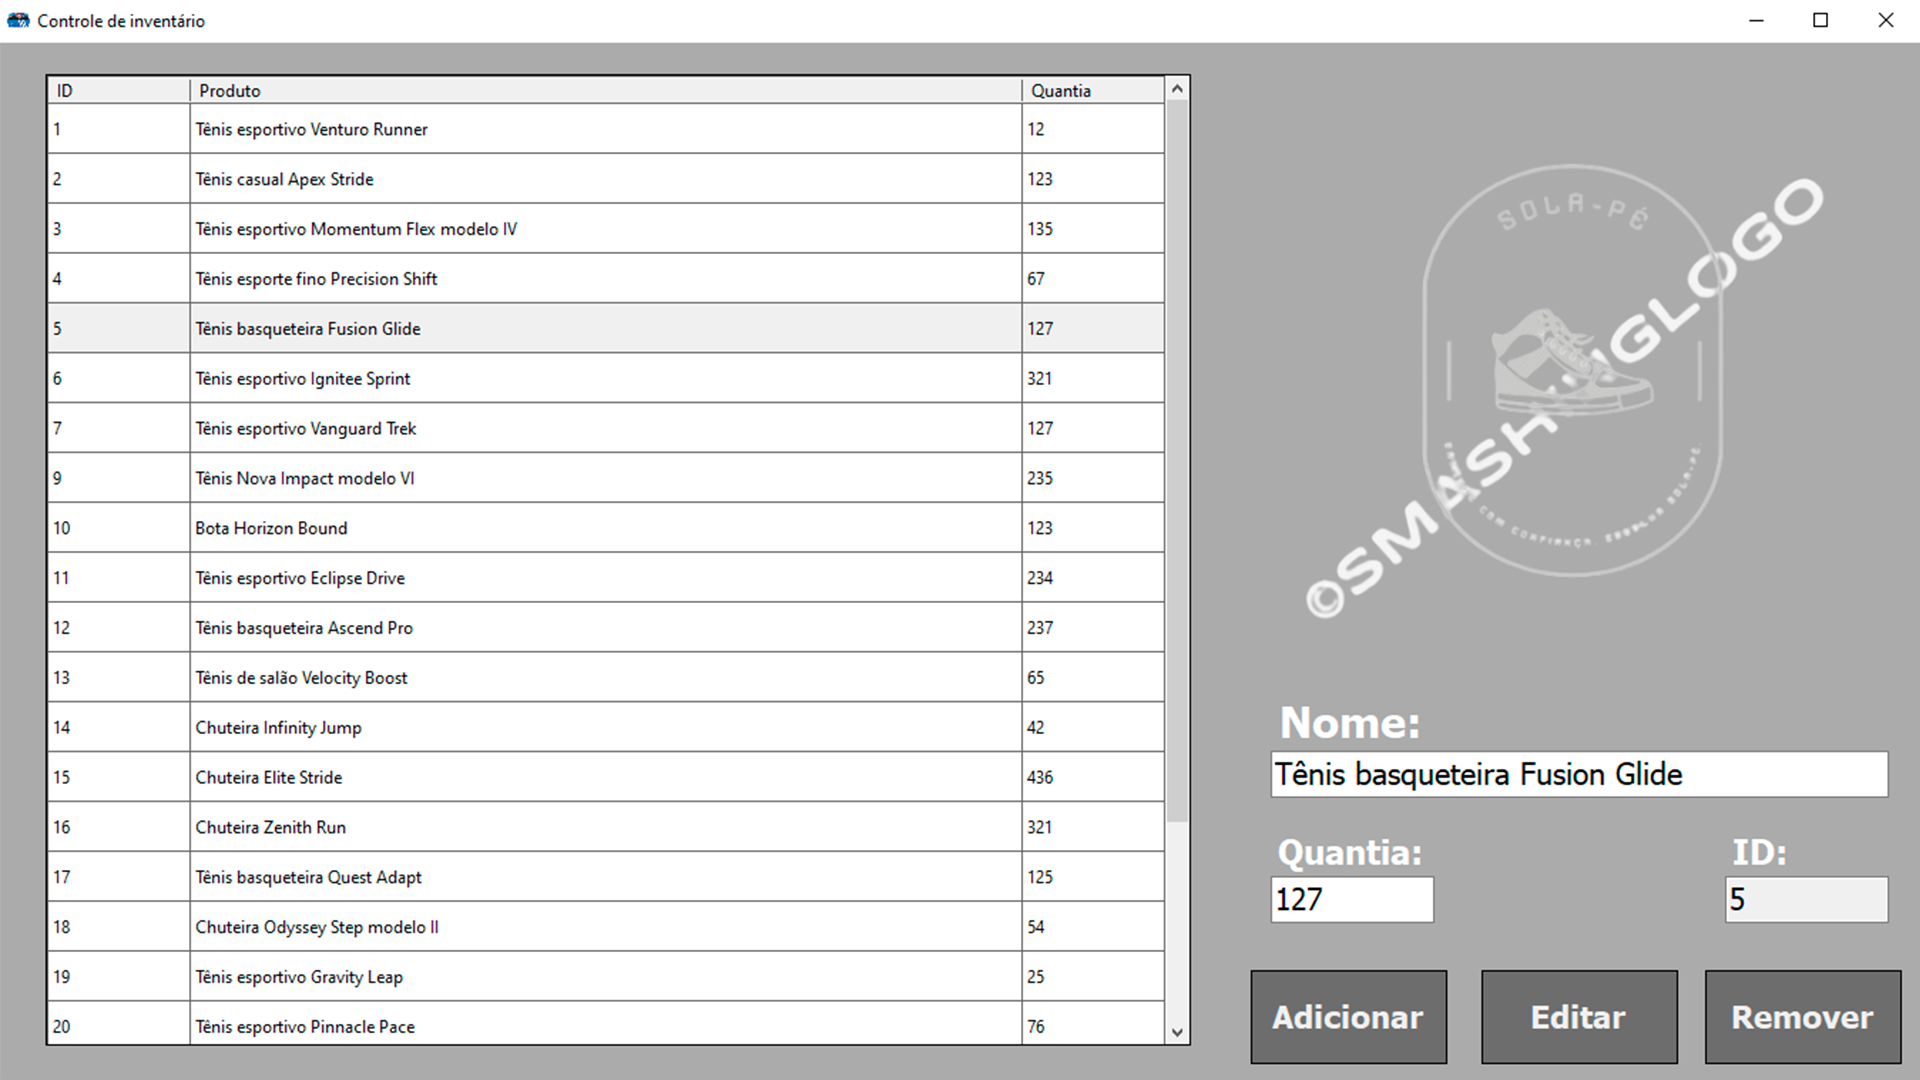 Controle de inventário
ID Produto Quantia
1 Tênis esportivo Venturo Runner 12
2 Tênis casual Apex Stride 123
3 Tênis esportivo Momentum Flex modelo IV 135
4 Tênis esporte fino Precision Shift 67
5 Tênis basqueteira Fusion Glide 127
6 Tênis esportivo Ignitee Sprint 321
7 Tênis esportivo Vanguard Trek 127
9 Tênis Nova Impact modelo VI 235
10 Bota Horizon Bound 123
11 Tênis esportivo Eclipse Drive 234
12 Tênis basqueteira Ascend Pro 237
13 Tênis de salão Velocity Boost 65
14 Chuteira Infinity Jump 42
15 Chuteira Elite Stride 436
16 Chuteira Zenith Run 321
17 Tênis basqueteira Quest Adapt 125
18 Chuteira Odyssey Step modelo II 54
19 Tênis esportivo Gravity Leap 25
20 Tênis esportivo Pinnacle Pace 76
SOLA-PÉ
COM CONFIANÇA. ESCOLHA SOLA-PÉ.
Nome:
Tênis basqueteira Fusion Glide
Quantia: ID:
127 5
Adicionar Editar Remover